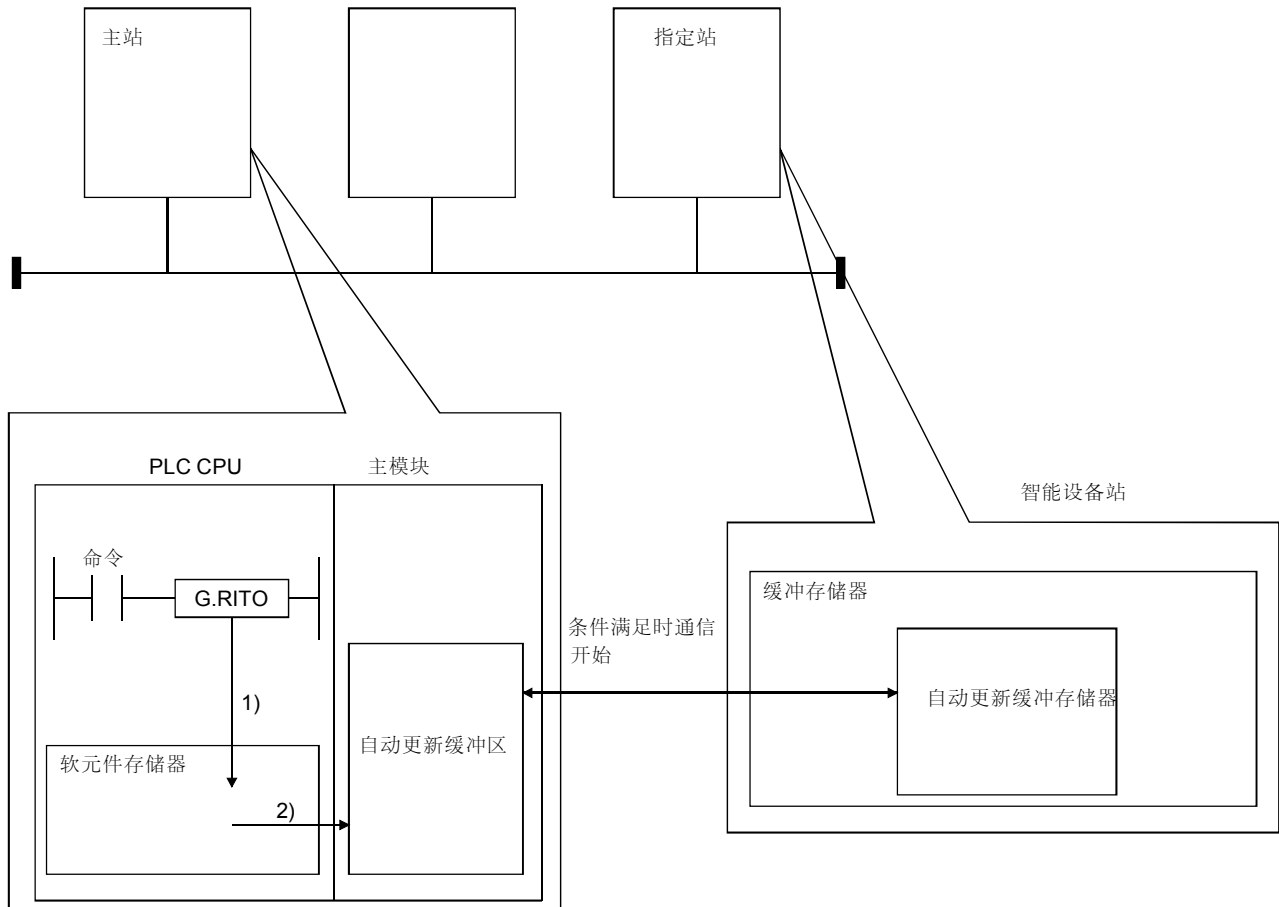 主站
指定站
PLC CPU
主模块
智能设备站
命令
G.RITO
缓冲存储器
条件满足时通信
开始
1)
自动更新缓冲存储器
自动更新缓冲区
软元件存储器
2)